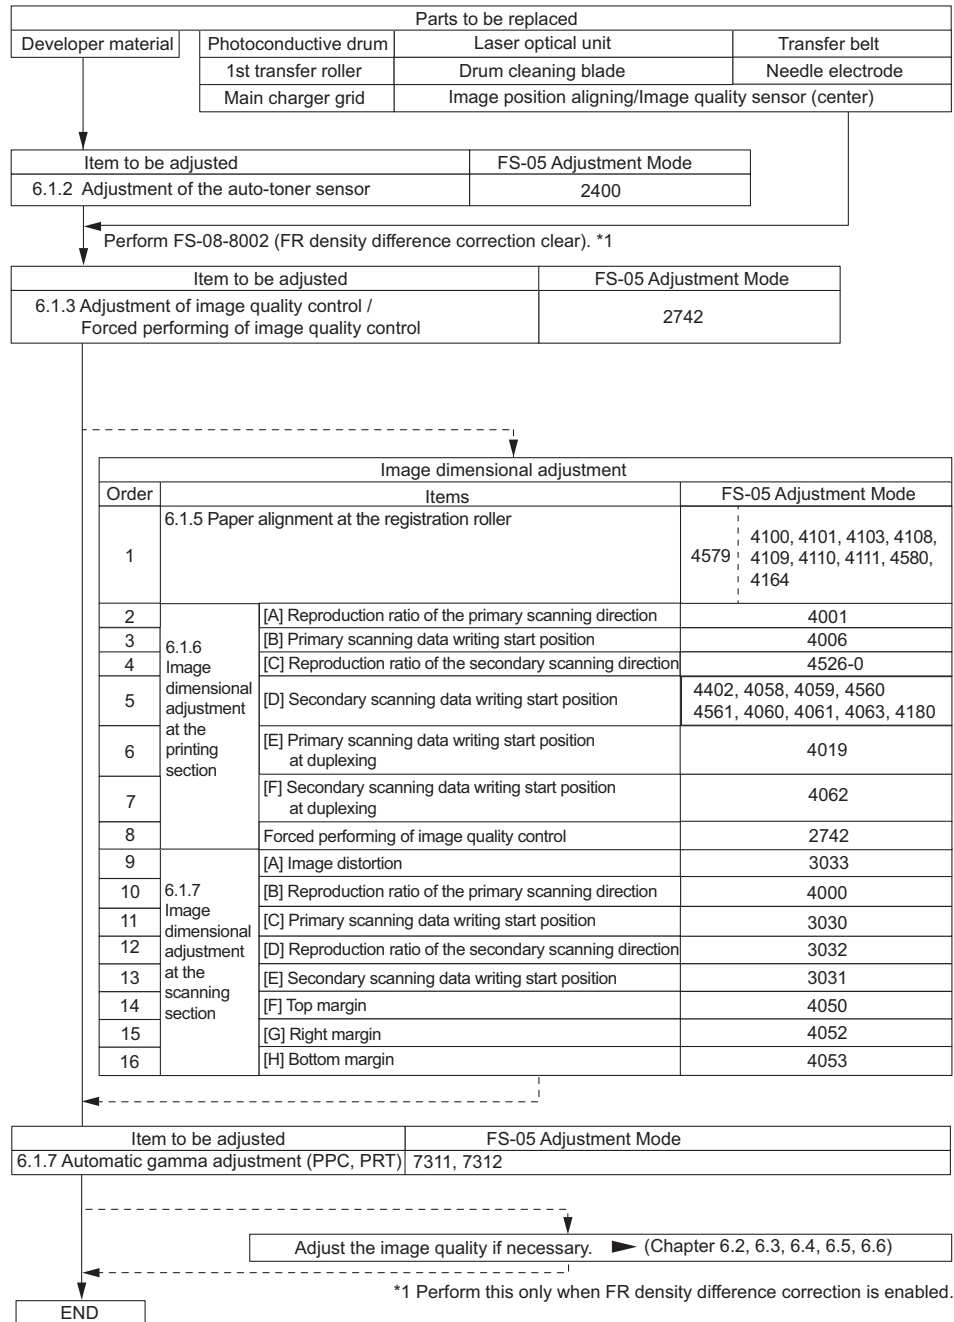 Parts to be replaced
Developer material
Photoconductive drum
Laser optical unit
Transfer belt
1st transfer roller
Drum cleaning blade
Needle electrode
Main charger grid
Image position aligning/Image quality sensor (center)
Item to be adjusted
FS-05 Adjustment Mode
6.1.2 Adjustment of the auto-toner sensor
2400
Perform FS-08-8002 (FR density difference correction clear). *1
Item to be adjusted
FS-05 Adjustment Mode
6.1.3 Adjustment of image quality control /
Forced performing of image quality control
2742
Image dimensional adjustment
Order
Items
FS-05 Adjustment Mode
1
6.1.5 Paper alignment at the registration roller
4579
4100, 4101, 4103, 4108,
4109, 4110, 4111, 4580,
4164
6.1.6
Image
dimensional
adjustment
at the
printing
section
2
[A] Reproduction ratio of the primary scanning direction
4001
3
[B] Primary scanning data writing start position
4006
4
[C] Reproduction ratio of the secondary scanning direction
4526-0
5
[D] Secondary scanning data writing start position
4402, 4058, 4059, 4560
4561, 4060, 4061, 4063, 4180
6
[E] Primary scanning data writing start position
at duplexing
4019
7
[F] Secondary scanning data writing start position
at duplexing
4062
8
Forced performing of image quality control
2742
6.1.7
Image
dimensional
adjustment
at the
scanning
section
9
[A] Image distortion
3033
10
[B] Reproduction ratio of the primary scanning direction
4000
11
[C] Primary scanning data writing start position
3030
12
[D] Reproduction ratio of the secondary scanning direction
3032
13
[E] Secondary scanning data writing start position
3031
14
[F] Top margin
4050
15
[G] Right margin
4052
16
[H] Bottom margin
4053
Item to be adjusted
FS-05 Adjustment Mode
6.1.7 Automatic gamma adjustment (PPC, PRT)
7311, 7312
Adjust the image quality if necessary. ► (Chapter 6.2, 6.3, 6.4, 6.5, 6.6)
*1 Perform this only when FR density difference correction is enabled.
END